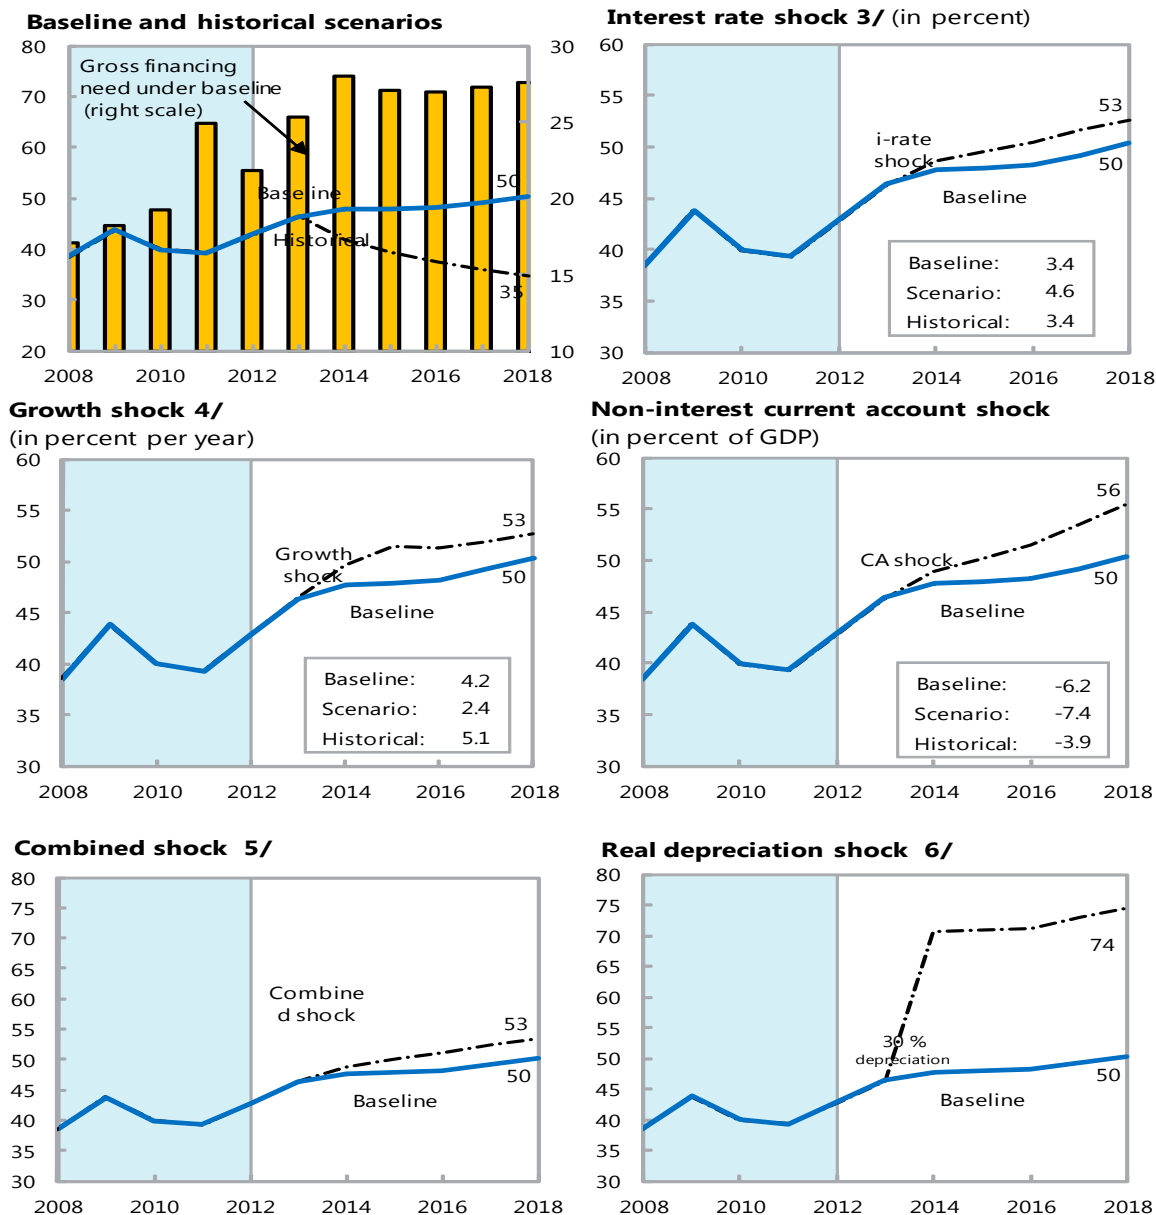 Baseline and historical scenarios
80
70
60
50
40
30
20
30
25
20
15
10
Gross financing
need under baseline
(right scale)
Baseline
Historical
50
35
2008 2010 2012 2014 2016 2018
Interest rate shock 3/ (in percent)
60
55
50
45
40
35
30
i-rate
shock
53
50
Baseline
Baseline: 3.4
Scenario: 4.6
Historical: 3.4
2008 2010 2012 2014 2016 2018
Growth shock 4/
(in percent per year)
60
55
50
45
40
35
30
Growth
shock
53
50
Baseline
Baseline: 4.2
Scenario: 2.4
Historical: 5.1
2008 2010 2012 2014 2016 2018
Non-interest current account shock
(in percent of GDP)
60
55
50
45
40
35
30
CA shock
56
50
Baseline
Baseline: -6.2
Scenario: -7.4
Historical: -3.9
2008 2010 2012 2014 2016 2018
Combined shock 5/
80
75
70
65
60
55
50
45
40
35
30
Combine
d shock
53
50
Baseline
2008 2010 2012 2014 2016 2018
Real depreciation shock 6/
80
75
70
65
60
55
50
45
40
35
30
74
30 %
depreciation
50
Baseline
2008 2010 2012 2014 2016 2018